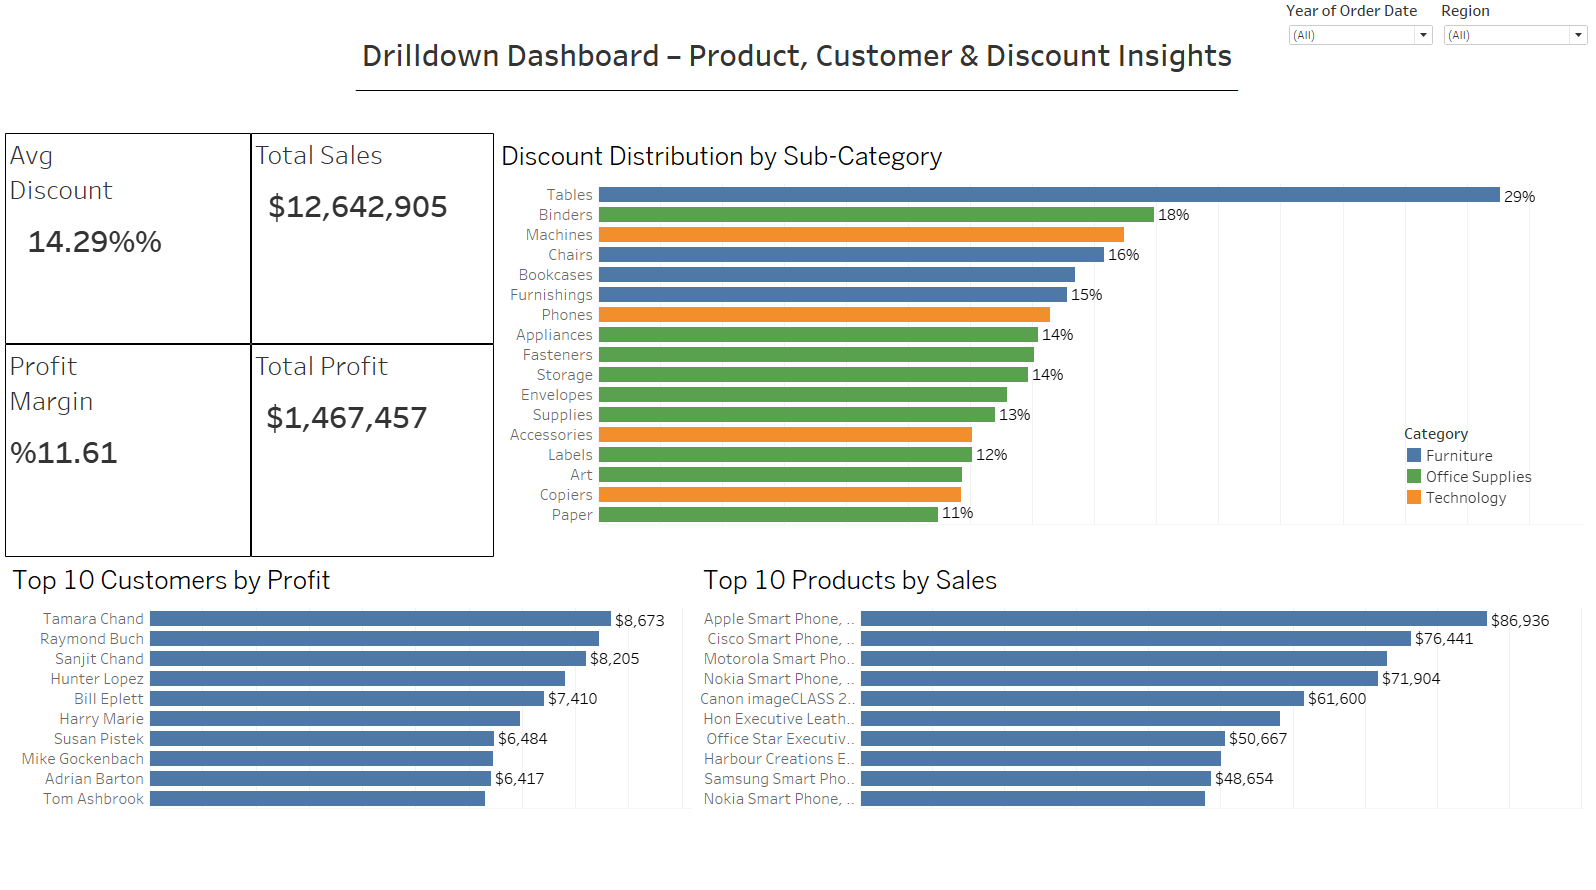 Year of Order Date
Region
(All)
(All)
Drilldown Dashboard – Product, Customer & Discount Insights
Avg
Discount
14.29%%
Total Sales
$12,642,905
Profit
Margin
%11.61
Total Profit
$1,467,457
Discount Distribution by Sub-Category
Tables 29%
Binders 18%
Machines
Chairs 16%
Bookcases
Furnishings 15%
Phones
Appliances 14%
Fasteners
Storage 14%
Envelopes
Supplies 13%
Accessories
Labels 12%
Art
Copiers
Paper 11%
Category
Furniture
Office Supplies
Technology
Top 10 Customers by Profit
Tamara Chand $8,673
Raymond Buch
Sanjit Chand $8,205
Hunter Lopez
Bill Eplett $7,410
Harry Marie
Susan Pistek $6,484
Mike Gockenbach
Adrian Barton $6,417
Tom Ashbrook
Top 10 Products by Sales
Apple Smart Phone, .. $86,936
Cisco Smart Phone, .. $76,441
Motorola Smart Pho..
Nokia Smart Phone, .. $71,904
Canon imageCLASS 2.. $61,600
Hon Executive Leath..
Office Star Executiv.. $50,667
Harbour Creations E..
Samsung Smart Pho.. $48,654
Nokia Smart Phone, ..